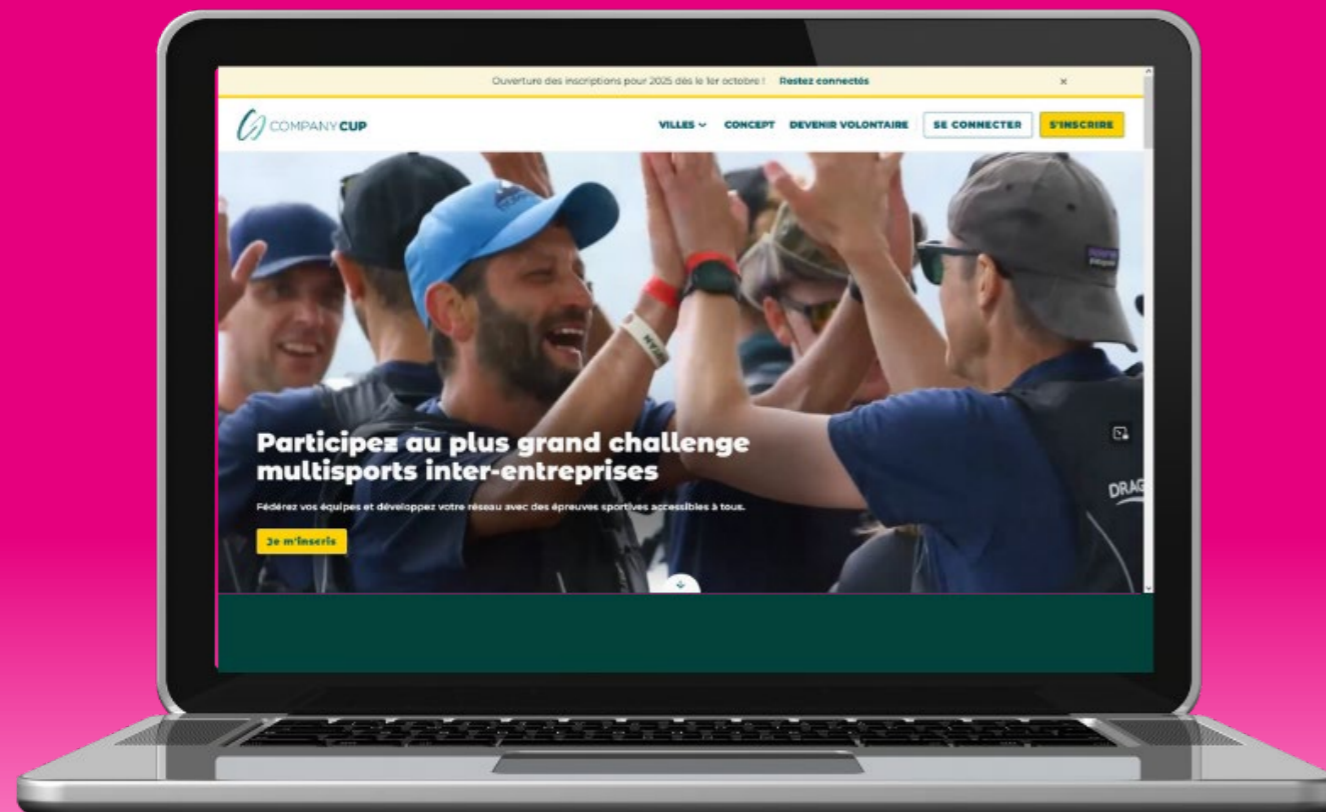 Ouverture des inscriptions pour 2025 dès le 1er octobre ! Restez connectés
COMPANY CUP
VILLES CONCEPT DEVENIR VOLONTAIRE SE CONNECTER S'INSCRIRE
Participez au plus grand challenge
multisports inter-entreprises
Fédérez vos équipes et développez votre réseau avec des épreuves sportives accessibles à tous.
Je m'inscris
DRAG